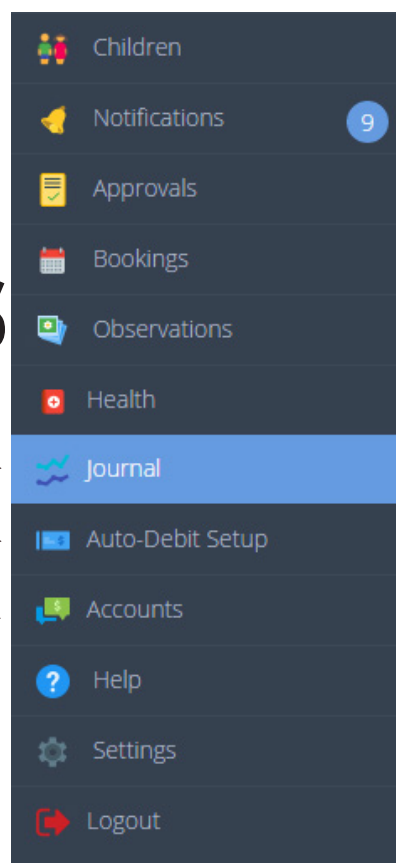 Children
Notifications 9
Approvals
Bookings
Observations
Health
Journal
Auto-Debit Setup
Accounts
Help
Settings
Logout